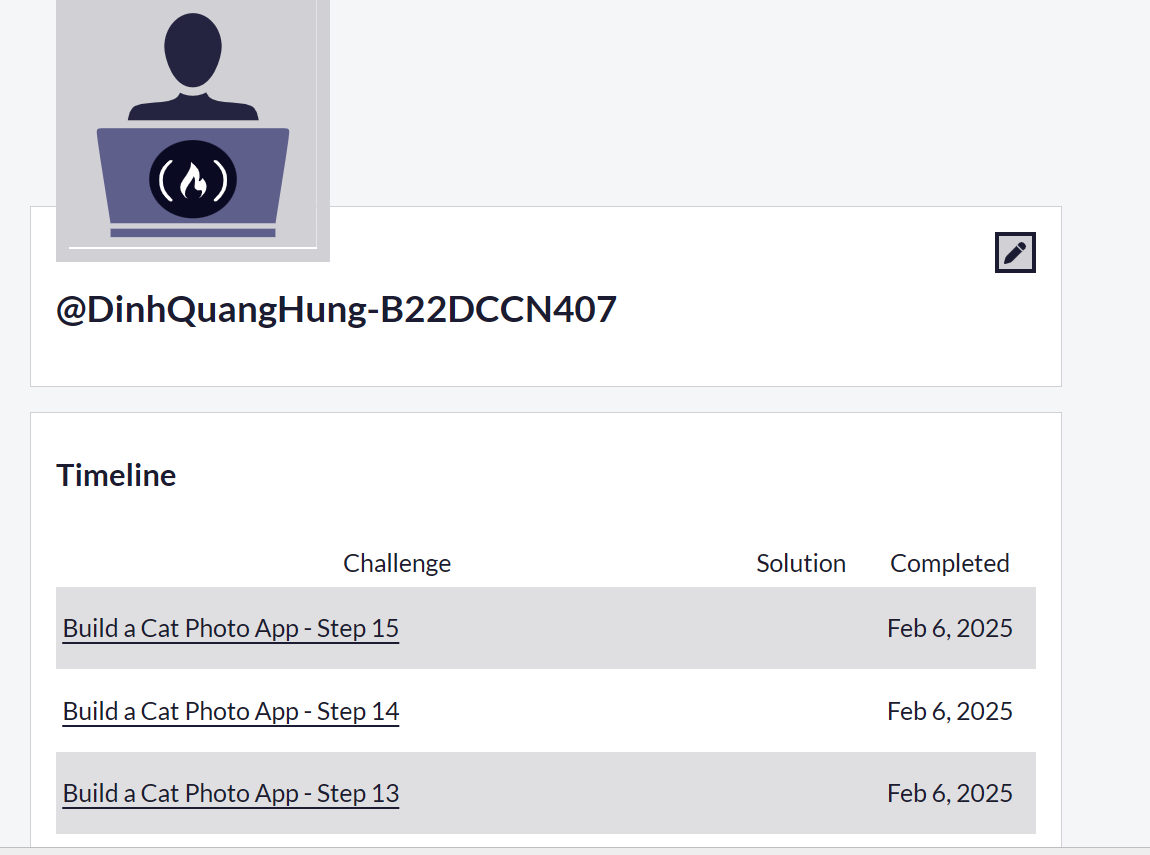 @DinhQuangHung-B22DCCN407
Timeline
Challenge Solution Completed
Build a Cat Photo App - Step 15 Feb 6, 2025
Build a Cat Photo App - Step 14 Feb 6, 2025
Build a Cat Photo App - Step 13 Feb 6, 2025